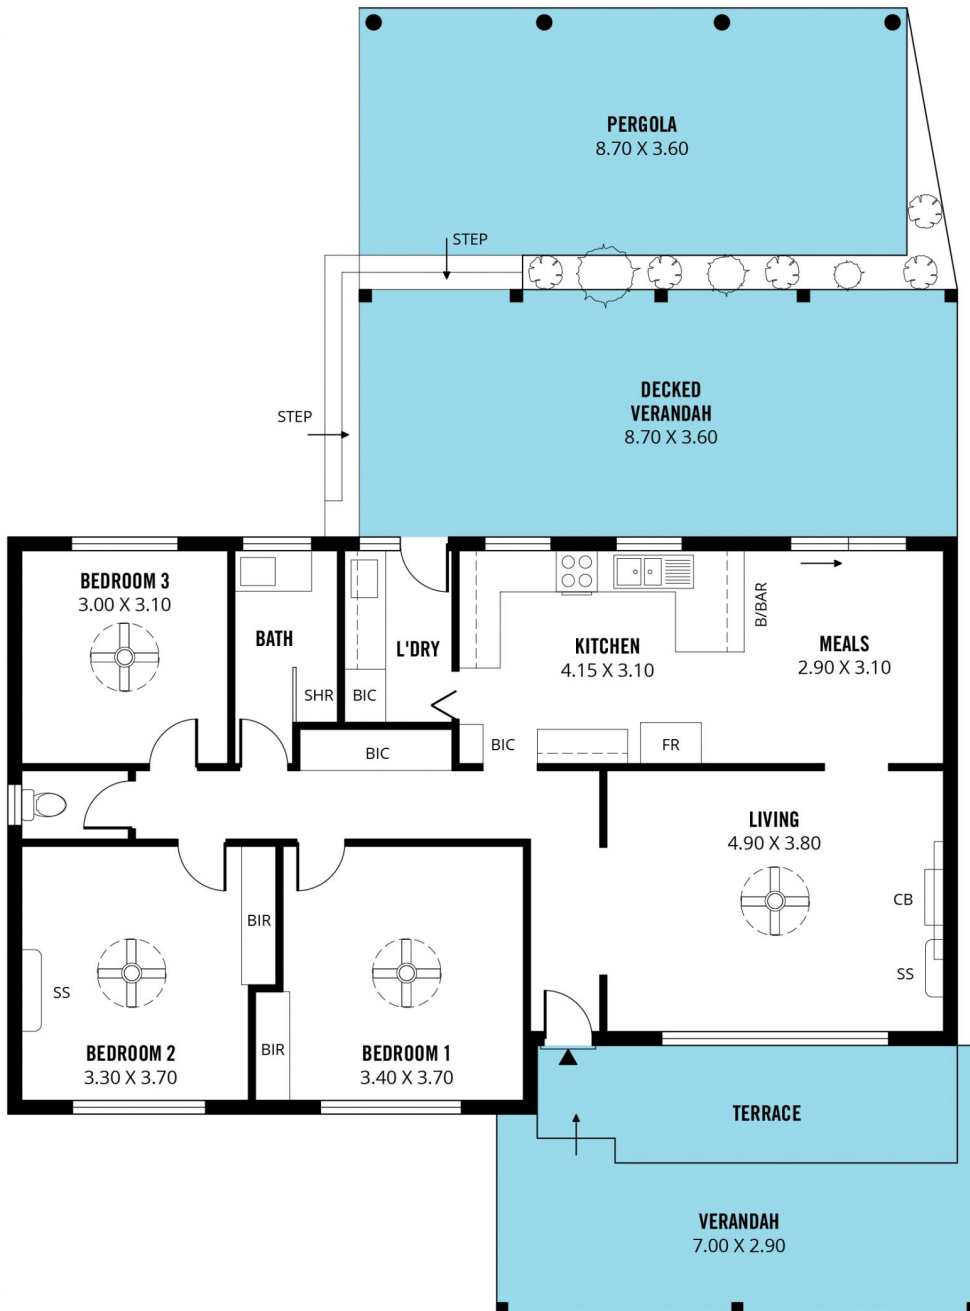 PERGOLA
8.70 X 3.60
STEP
DECKED
VERANDAH
8.70 X 3.60
STEP
BEDROOM 3
3.00 X 3.10
BATH
SHR
L'DRY
BIC
BIC
KITCHEN
4.15 X 3.10
B/BAR
MEALS
2.90 X 3.10
BIC
FR
LIVING
4.90 X 3.80
CB
SS
BIR
SS
BEDROOM 2
3.30 X 3.70
BIR
BEDROOM 1
3.40 X 3.70
TERRACE
VERANDAH
7.00 X 2.90